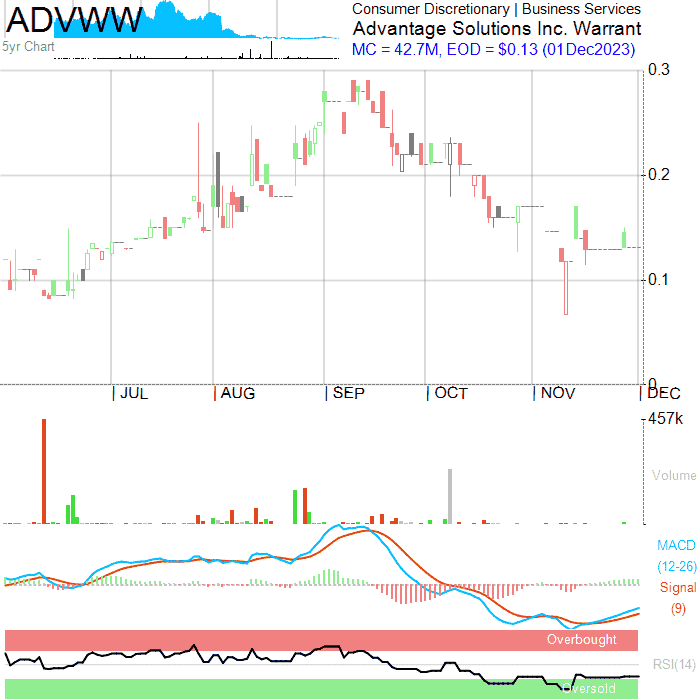 ADVWW
Consumer Discretionary | Business Services
Advantage Solutions Inc. Warrant
5yr Chart
MC = 42.7M, EOD = $0.13 (01Dec2023)
0.3
0.2
0.1
0
JUL
AUG
SEP
OCT
NOV
DEC
457k
Volume
MACD
(12-26)
Signal
(9)
Overbought
RSI(14)
Oversold